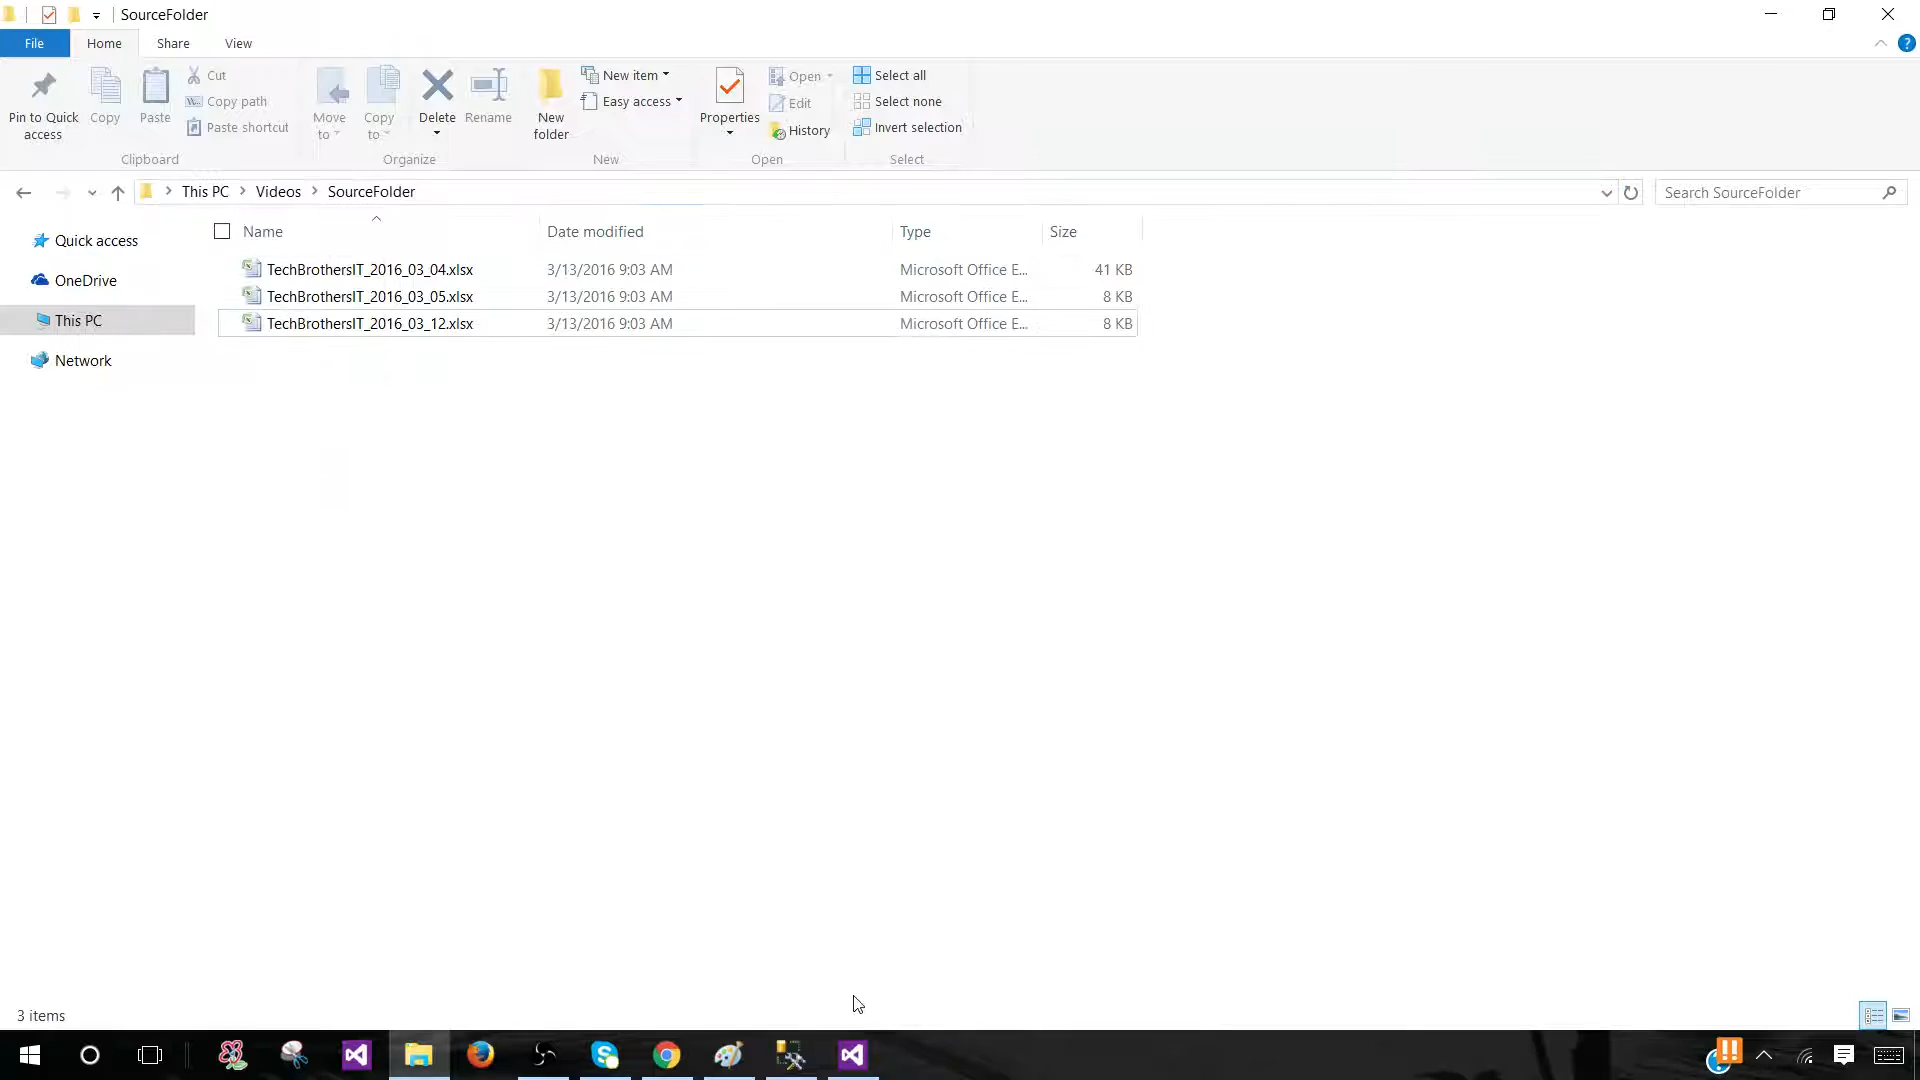 SourceFolder
File Home Share View
Pin to Quick access
Copy
Paste
Cut
Copy path
Paste shortcut
Clipboard
Move to
Copy to
Delete
Rename
Organize
New folder
New item
Easy access
New
Properties
Open
Edit
History
Open
Select all
Select none
Invert selection
Select
This PC > Videos > SourceFolder
Search SourceFolder
Quick access
OneDrive
This PC
Network
Name Date modified Type Size
TechBrothersIT_2016_03_04.xlsx 3/13/2016 9:03 AM Microsoft Office E... 41 KB
TechBrothersIT_2016_03_05.xlsx 3/13/2016 9:03 AM Microsoft Office E... 8 KB
TechBrothersIT_2016_03_12.xlsx 3/13/2016 9:03 AM Microsoft Office E... 8 KB
3 items